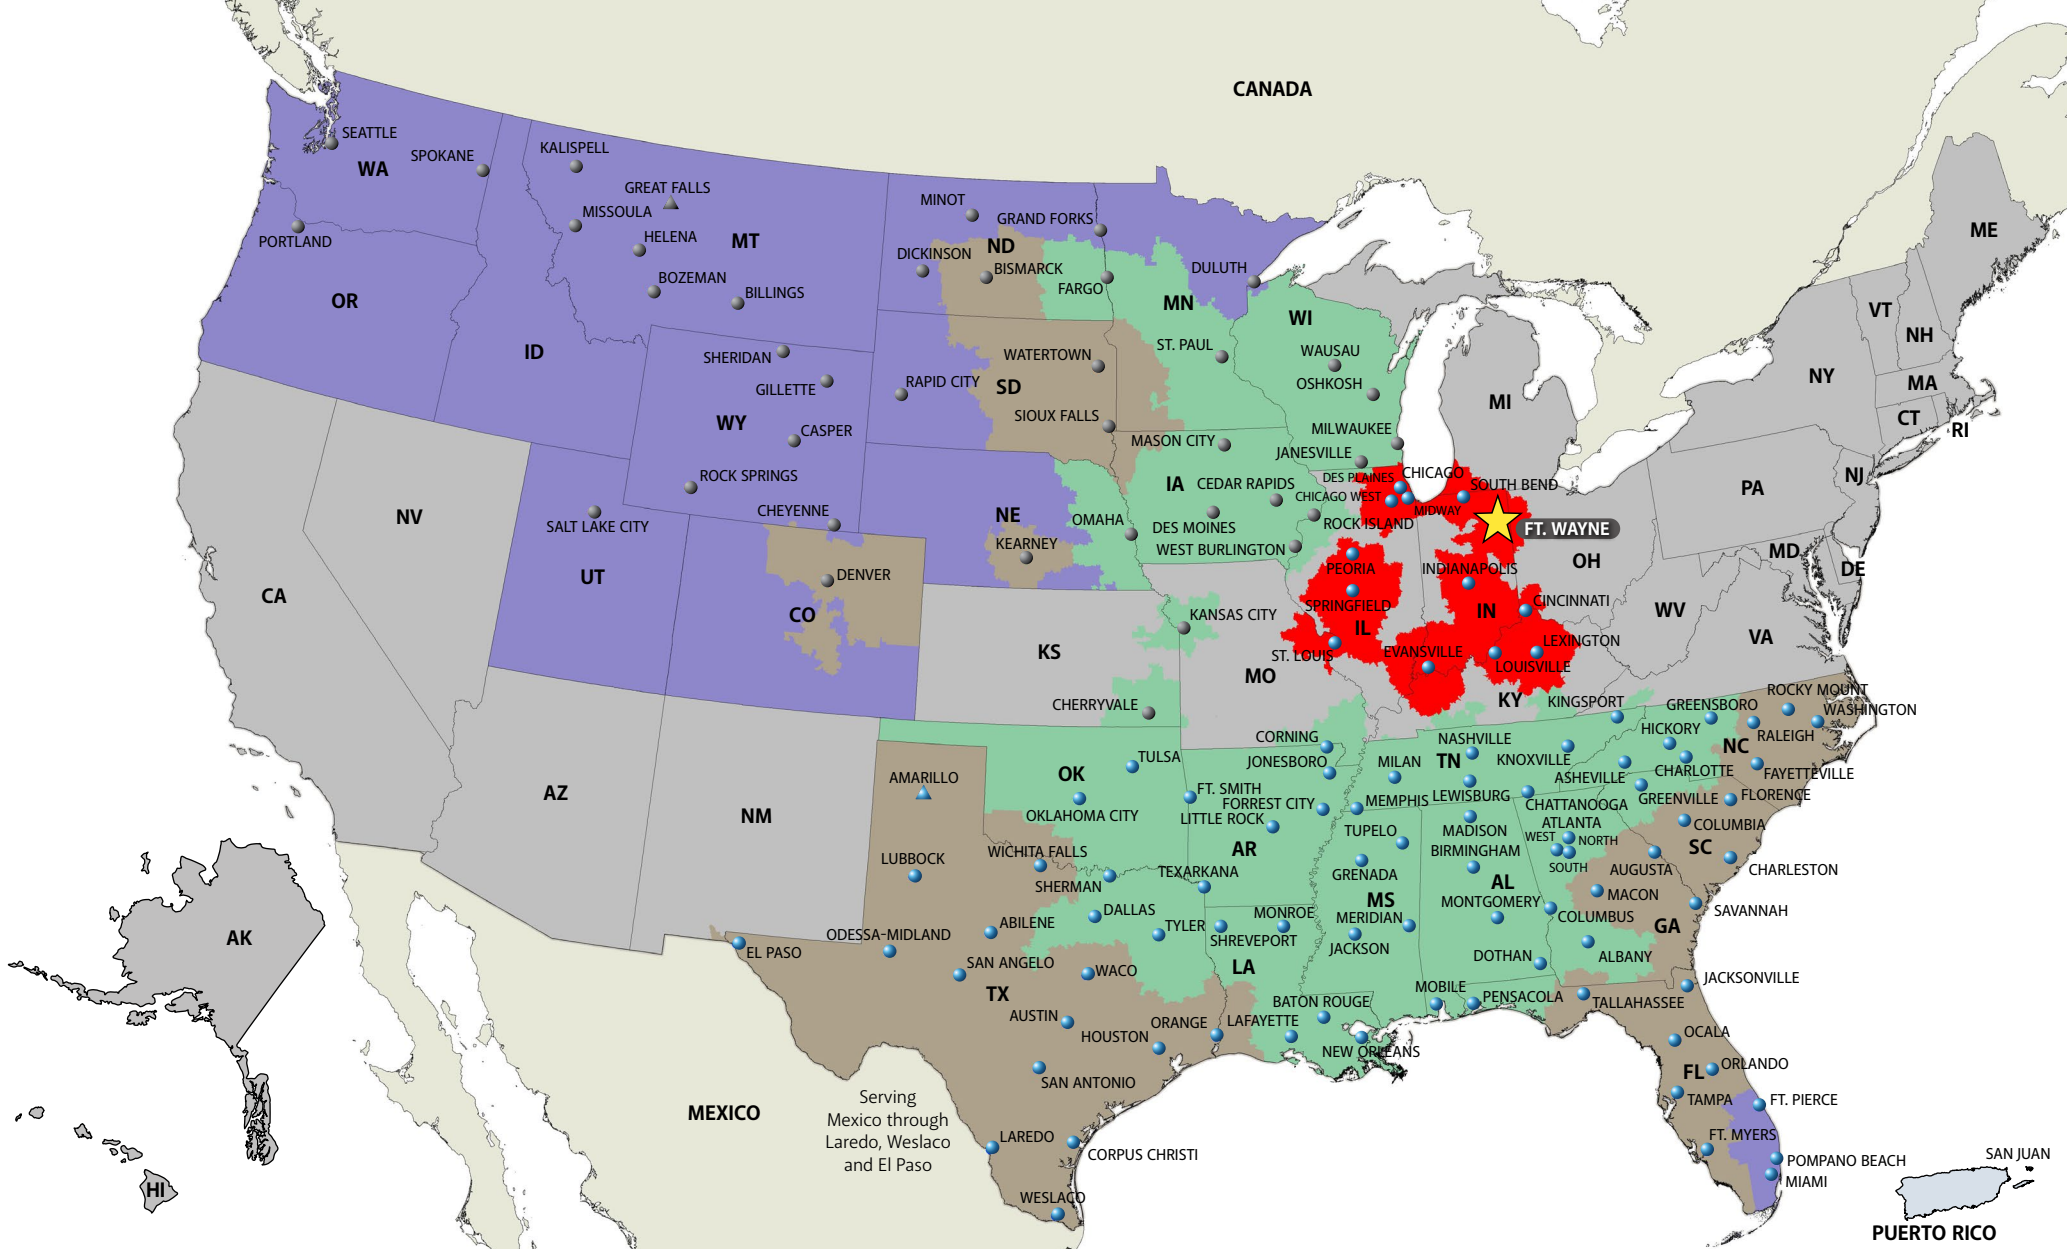 CANADA
SEATTLE
SPOKANE
WA
KALISPELL
GREAT FALLS
MISSOULA
HELENA
MT
BOZEMAN
BILLINGS
PORTLAND
OR
ID
MINOT
GRAND FORKS
ND
DICKINSON
BISMARCK
FARGO
DULUTH
MN
WI
ST. PAUL
WAUSAU
OSHKOSH
MILWAUKEE
JANESVILLE
SHERIDAN
GILLETTE
WY
CASPER
ROCK SPRINGS
CHEYENNE
WATERTOWN
RAPID CITY
SD
SIOUX FALLS
MASON CITY
IA
CEDAR RAPIDS
DES MOINES
WEST BURLINGTON
ROCK ISLAND
OMAHA
NE
KEARNEY
SALT LAKE CITY
UT
NV
CA
DENVER
CO
DES PLAINES
CHICAGO
CHICAGO WEST
MIDWAY
SOUTH BEND
FT. WAYNE
MI
ME
VT
NH
NY
MA
CT
RI
NJ
PA
MD
DE
OH
WV
VA
PEORIA
INDIANAPOLIS
SPRINGFIELD
IL
IN
CINCINNATI
ST. LOUIS
EVANSVILLE
LEXINGTON
LOUISVILLE
KY
KANSAS CITY
KS
MO
CHERRYVALE
KINGSPORT
GREENSBORO
ROCKY MOUNT
WASHINGTON
HICKORY
RALEIGH
NC
CORNING
JONESBORO
NASHVILLE
TN
KNOXVILLE
MILAN
ASHEVILLE
CHARLOTTE
FAYETTEVILLE
AZ
NM
AMARILLO
OK
TULSA
OKLAHOMA CITY
FT. SMITH
FORREST CITY
LITTLE ROCK
MEMPHIS
LEWISBURG
CHATTANOOGA
GREENVILLE
FLORENCE
TUPELO
MADISON
ATLANTA
WEST
NORTH
SOUTH
COLUMBIA
SC
LUBBOCK
WICHITA FALLS
SHERMAN
AR
TEXARKANA
BIRMINGHAM
GRENADA
AL
AUGUSTA
CHARLESTON
MS
MONTGOMERY
MACON
COLUMBUS
SAVANNAH
GA
DALLAS
TYLER
MONROE
SHREVEPORT
MERIDIAN
JACKSON
DOTHAN
ALBANY
ABILENE
ODESSA-MIDLAND
EL PASO
SAN ANGELO
WACO
LA
TX
JACKSONVILLE
MOBILE
PENSACOLA
TALLAHASSEE
BATON ROUGE
AUSTIN
HOUSTON
ORANGE
LAFAYETTE
NEW ORLEANS
OCALA
ORLANDO
FL
SAN ANTONIO
TAMPA
FT. PIERCE
FT. MYERS
POMPANO BEACH
MIAMI
MEXICO
Serving
Mexico through
Laredo, Weslaco
and El Paso
LAREDO
CORPUS CHRISTI
WESLACO
AK
HI
SAN JUAN
PUERTO RICO